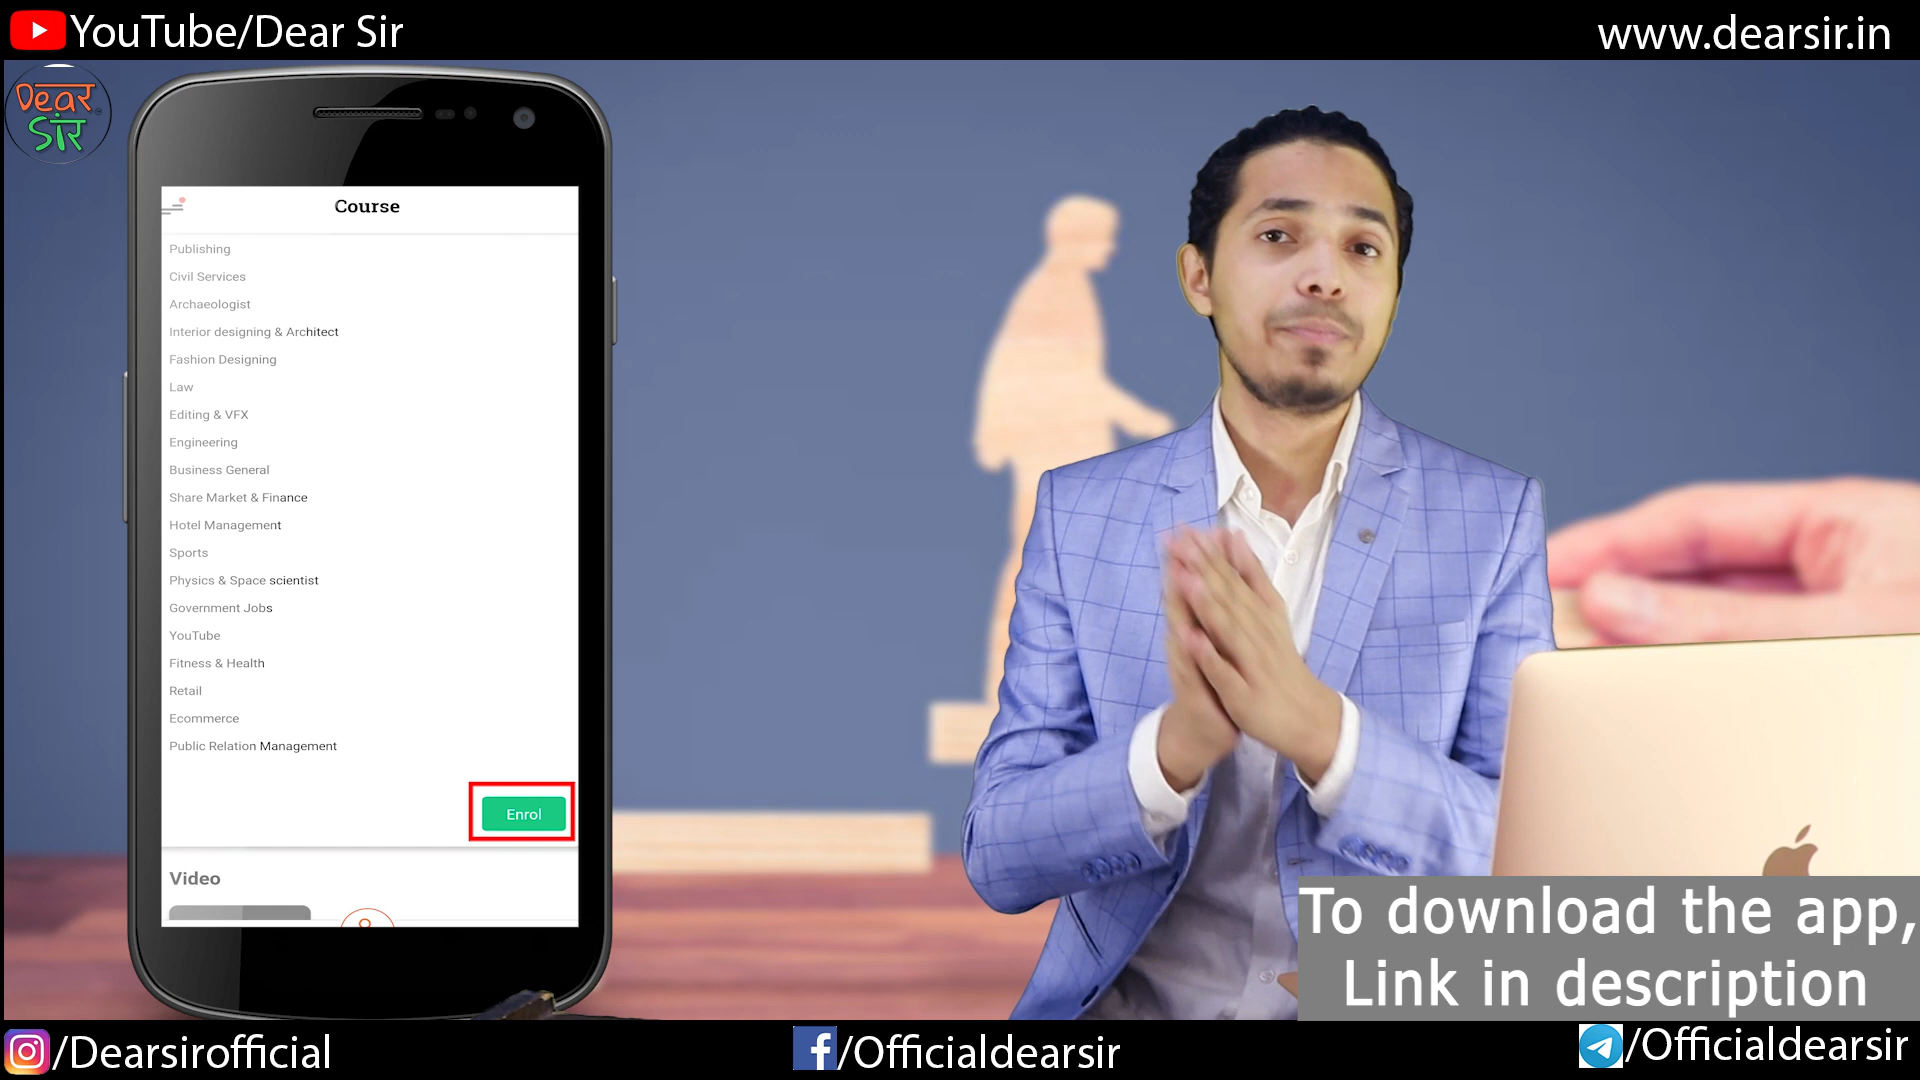 YouTube/Dear Sir
www.dearsir.in
Dear
Sir
Course
Publishing
Civil Services
Archaeologist
Interior designing & Architect
Fashion Designing
Law
Editing & VFX
Engineering
Business General
Share Market & Finance
Hotel Management
Sports
Physics & Space scientist
Government Jobs
YouTube
Fitness & Health
Retail
Ecommerce
Public Relation Management
Enrol
Video
To download the app,
Link in description
/Dearsirofficial
/Officialdearsir
/Officialdearsir